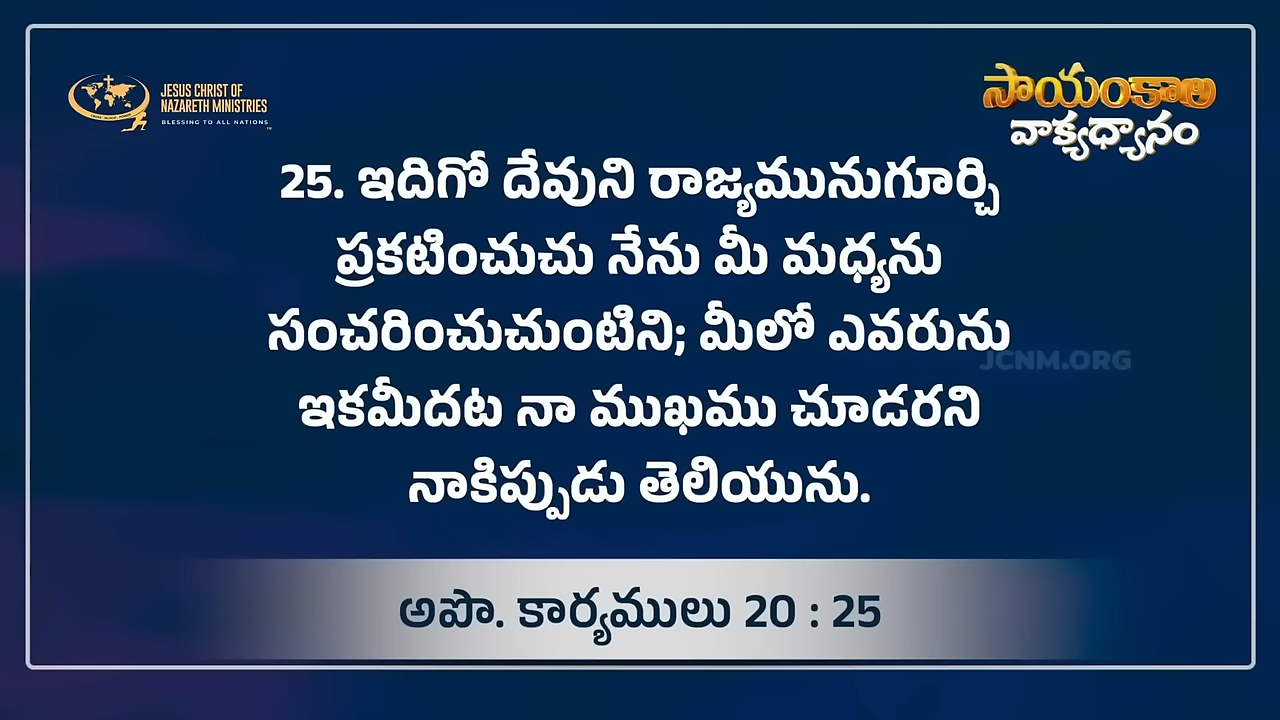 JESUS CHRIST OF
NAZARETH MINISTRIES
BLESSING TO ALL NATIONS
TM
సాయంకాల
వాక్యధ్యానం
25. ఇదిగో దేవుని రాజ్యమునుగూర్చి
ప్రకటించుచు నేను మీ మధ్యను
సంచరించుచుంటిని; మీలో ఎవరును
JCNM.ORG
ఇకమీదట నా ముఖము చూడరని
నాకిప్పుడు తెలియును.
అపొ. కార్యములు 20 : 25